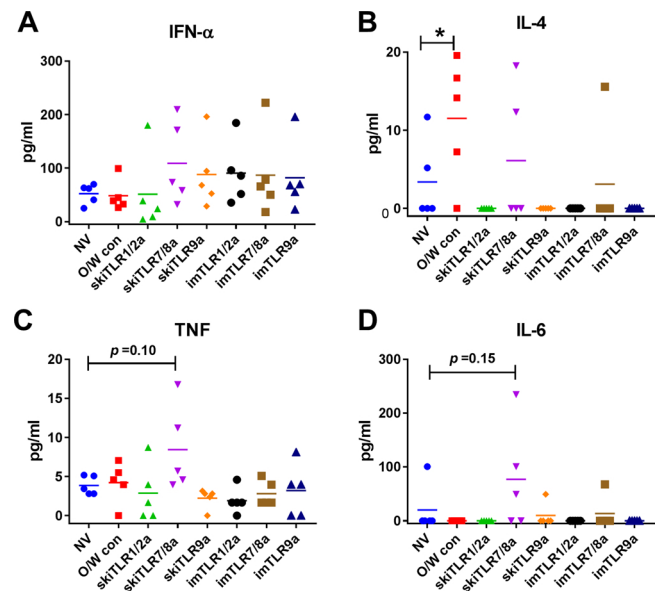 A
IFN-α
pg/ml
300
200
100
0
NV
O/W con
skiTLR1/2a
skiTLR7/8a
skiTLR9a
imTLR1/2a
imTLR7/8a
imTLR9a
B
IL-4
*
pg/ml
20
10
0
0
NV
O/W con
skiTLR1/2a
skiTLR7/8a
skiTLR9a
imTLR1/2a
imTLR7/8a
imTLR9a
C
TNF
p =0.10
pg/ml
20
15
10
5
0
NV
O/W con
skiTLR1/2a
skiTLR7/8a
skiTLR9a
imTLR1/2a
imTLR7/8a
imTLR9a
D
IL-6
p =0.15
pg/ml
300
200
100
0
NV
O/W con
skiTLR1/2a
skiTLR7/8a
skiTLR9a
imTLR1/2a
imTLR7/8a
imTLR9a